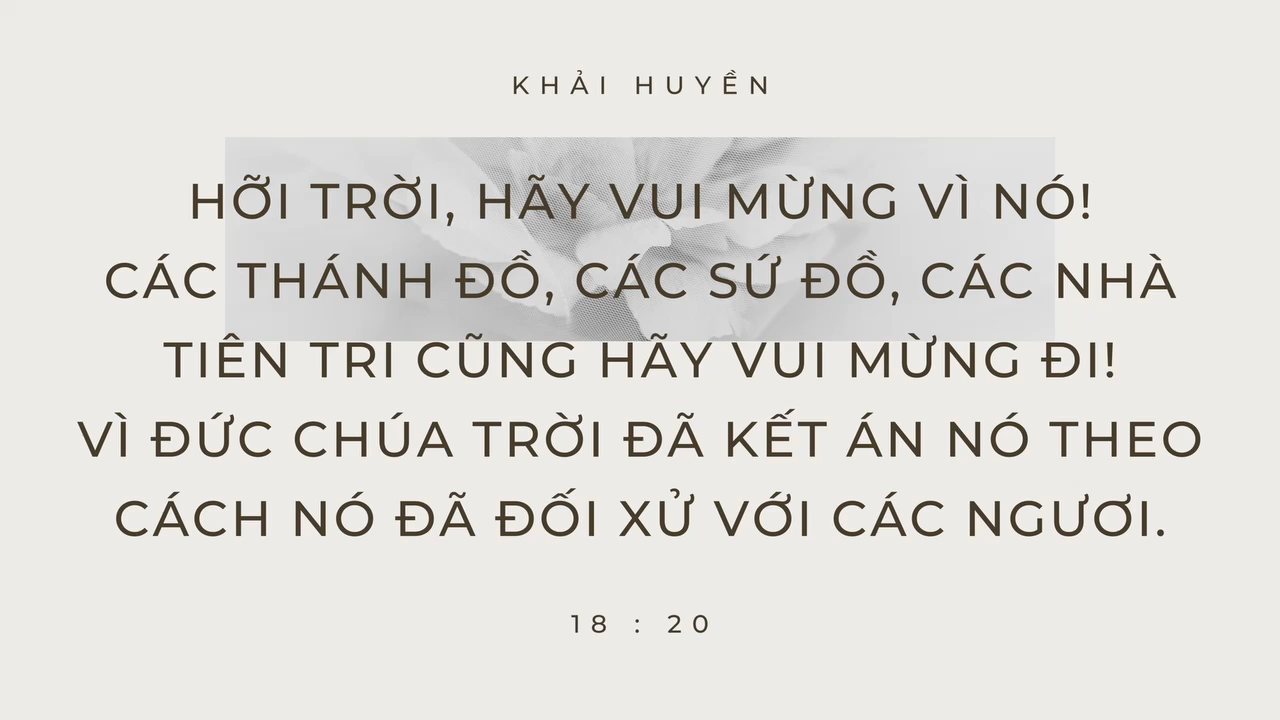 KHẢI HUYỀN
HỠI TRỜI, HÃY VUI MỪNG VÌ NÓ!
CÁC THÁNH ĐỒ, CÁC SỨ ĐỒ, CÁC NHÀ
TIÊN TRI CŨNG HÃY VUI MỪNG ĐI!
VÌ ĐỨC CHÚA TRỜI ĐÃ KẾT ÁN NÓ THEO
CÁCH NÓ ĐÃ ĐỐI XỬ VỚI CÁC NGƯƠI.
18 : 20